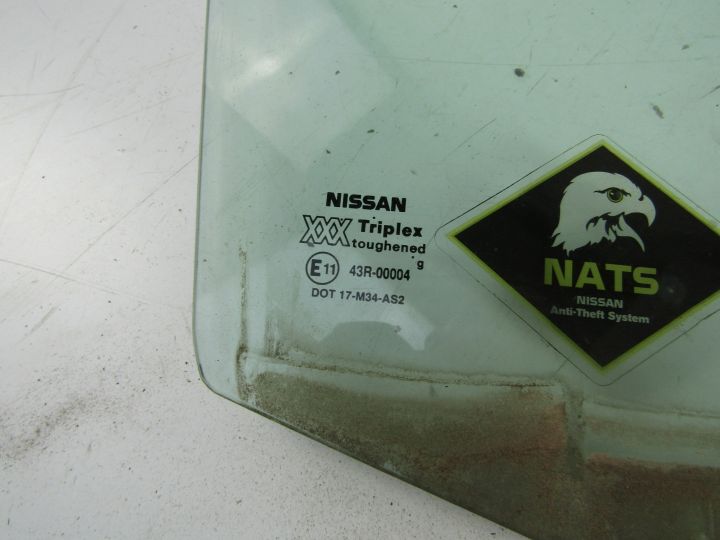 NISSAN
XXX Triplex
toughened
g
E11 43R-00004
DOT 17-M34-AS2
NATS
NISSAN
Anti-Theft System